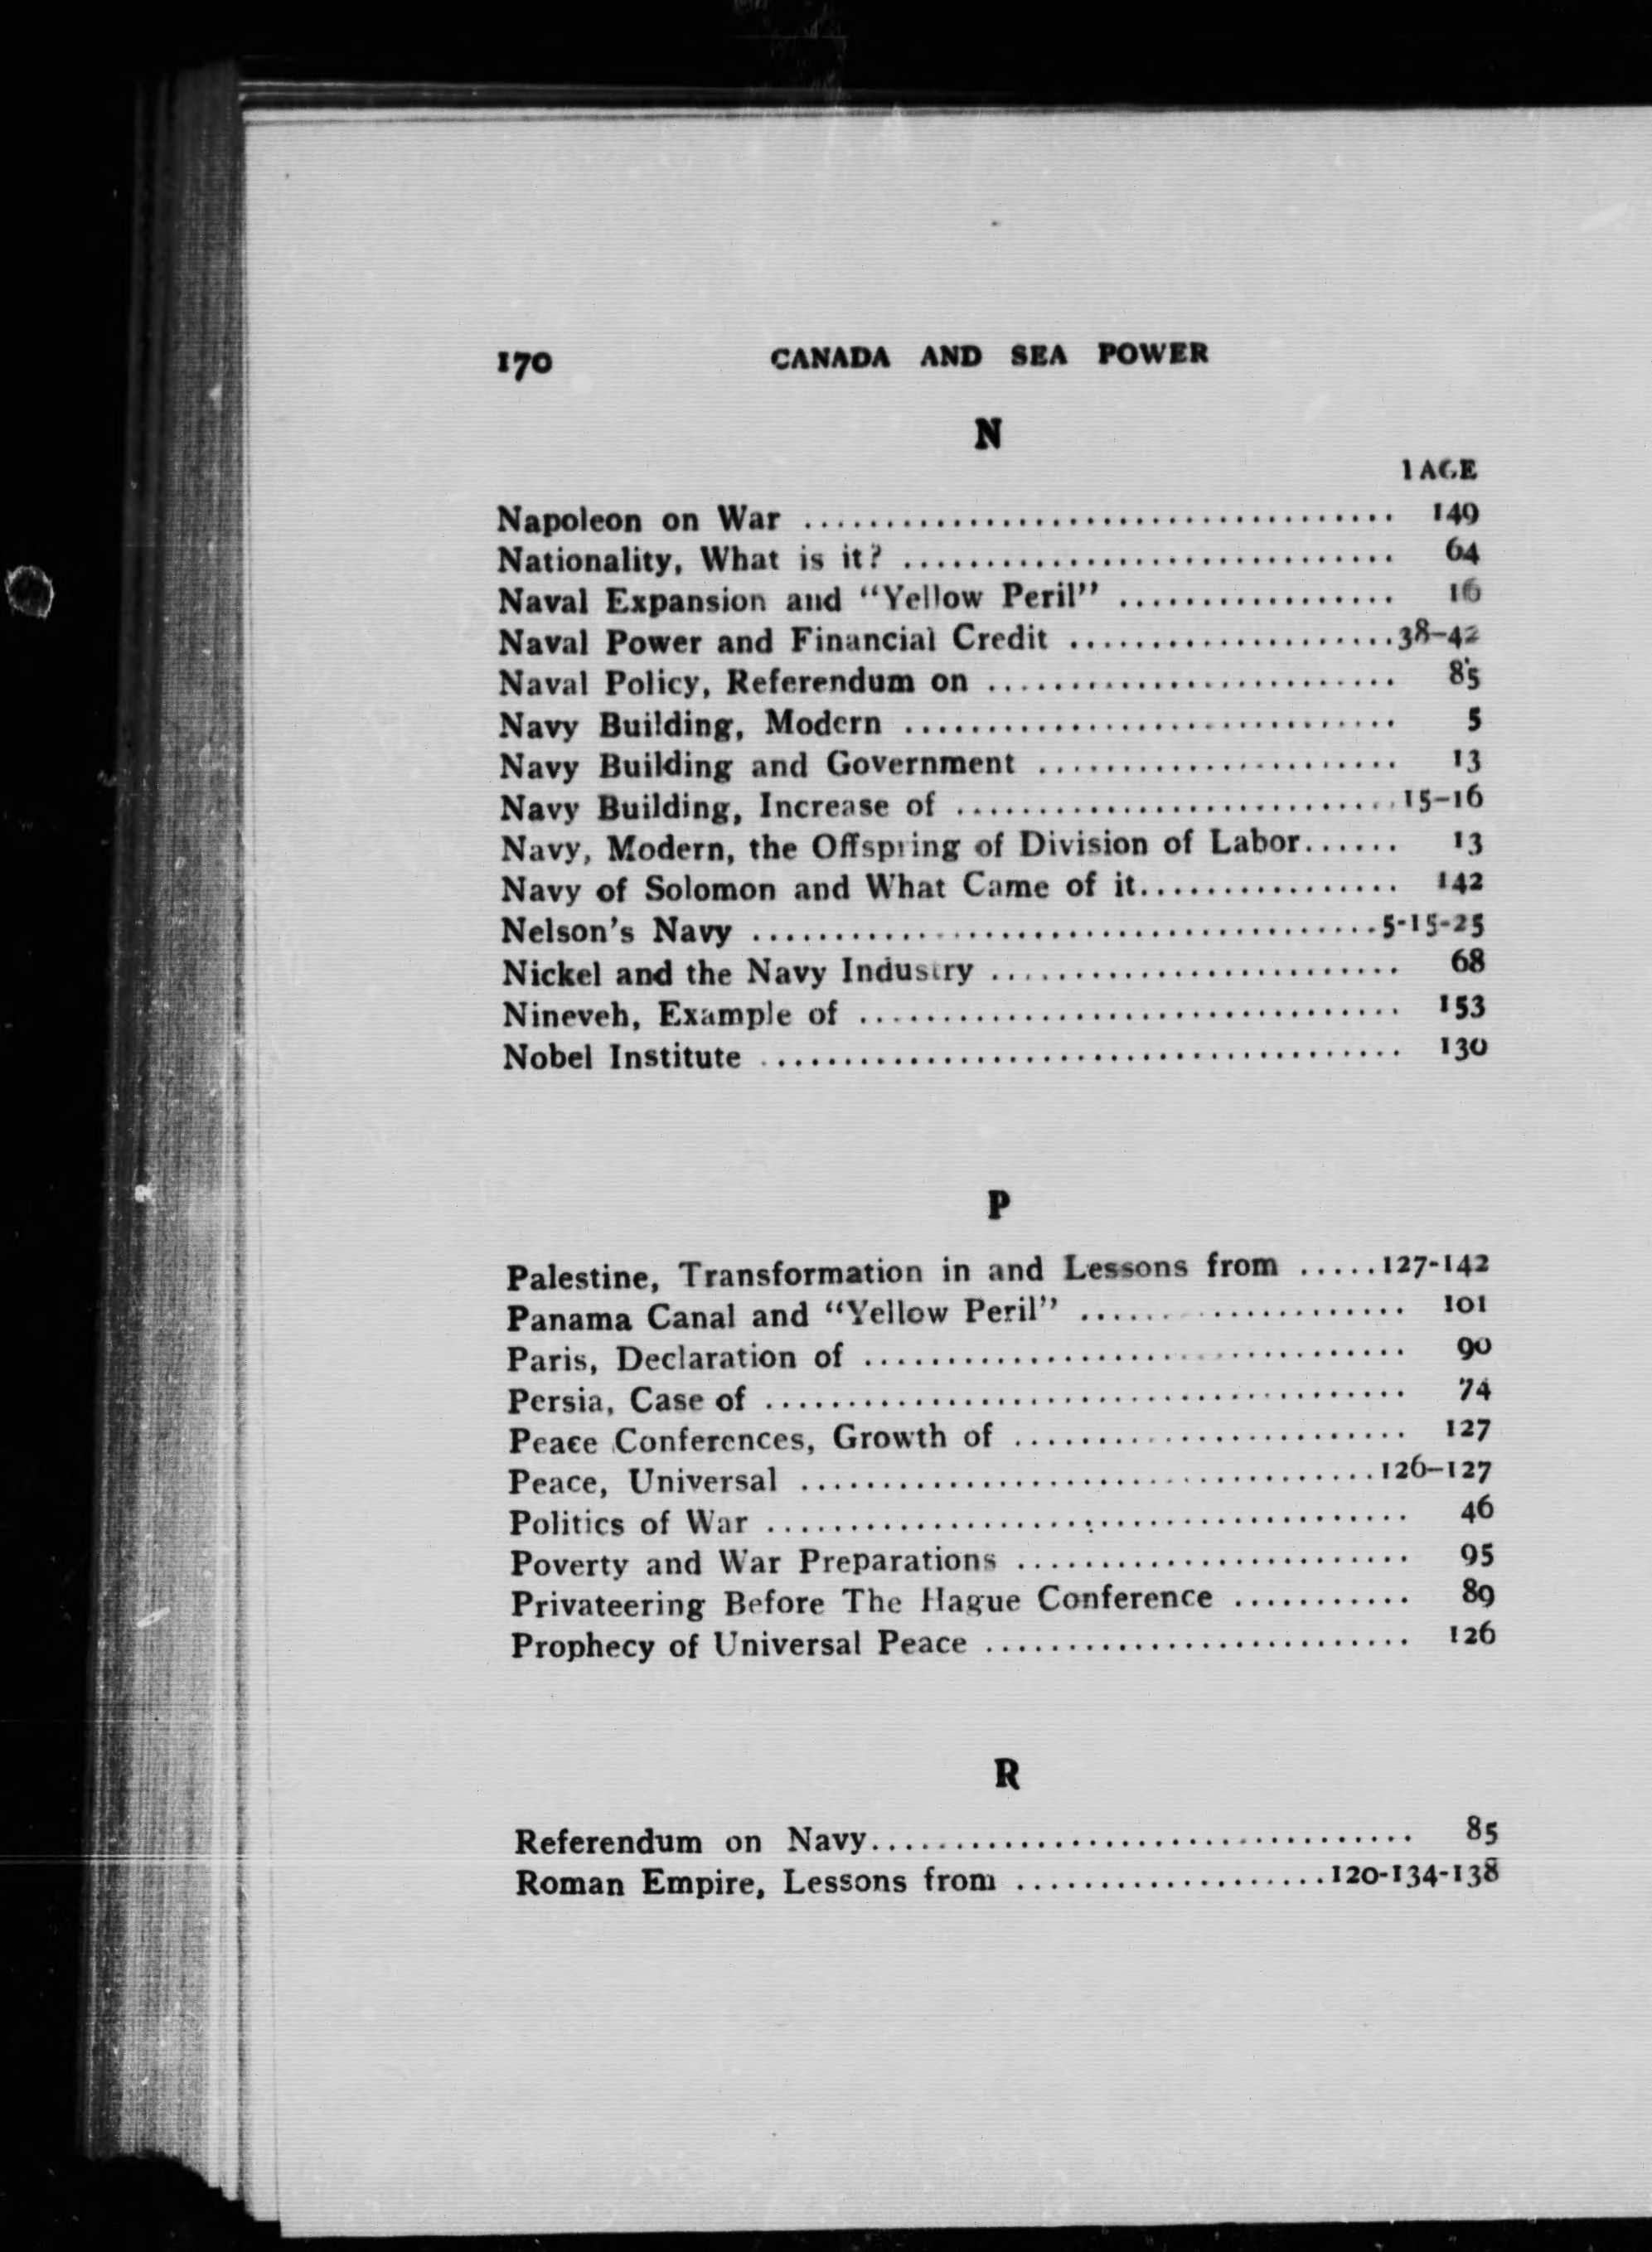 170 CANADA AND SEA POWER
N
PAGE
Napoleon on War .................................... 149
Nationality, What is it? .............................. 64
Naval Expansion and "Yellow Peril" ................. 16
Naval Power and Financial Credit ....................38-42
Naval Policy, Referendum on ......................... 85
Navy Building, Modern .............................. 5
Navy Building and Government ...................... 13
Navy Building, Increase of ...........................15-16
Navy, Modern, the Offspring of Division of Labor...... 13
Navy of Solomon and What Came of it................ 142
Nelson's Navy .......................................5-15-25
Nickel and the Navy Industry ......................... 68
Nineveh, Example of ................................. 153
Nobel Institute ....................................... 130
P
Palestine, Transformation in and Lessons from .....127-142
Panama Canal and "Yellow Peril" .................... 101
Paris, Declaration of ................................. 90
Persia, Case of ....................................... 74
Peace Conferences, Growth of ........................ 127
Peace, Universal ...................................126-127
Politics of War ....................................... 46
Poverty and War Preparations ........................ 95
Privateering Before The Hague Conference ........... 89
Prophecy of Universal Peace .......................... 126
R
Referendum on Navy................................. 85
Roman Empire, Lessons from ...................120-134-138